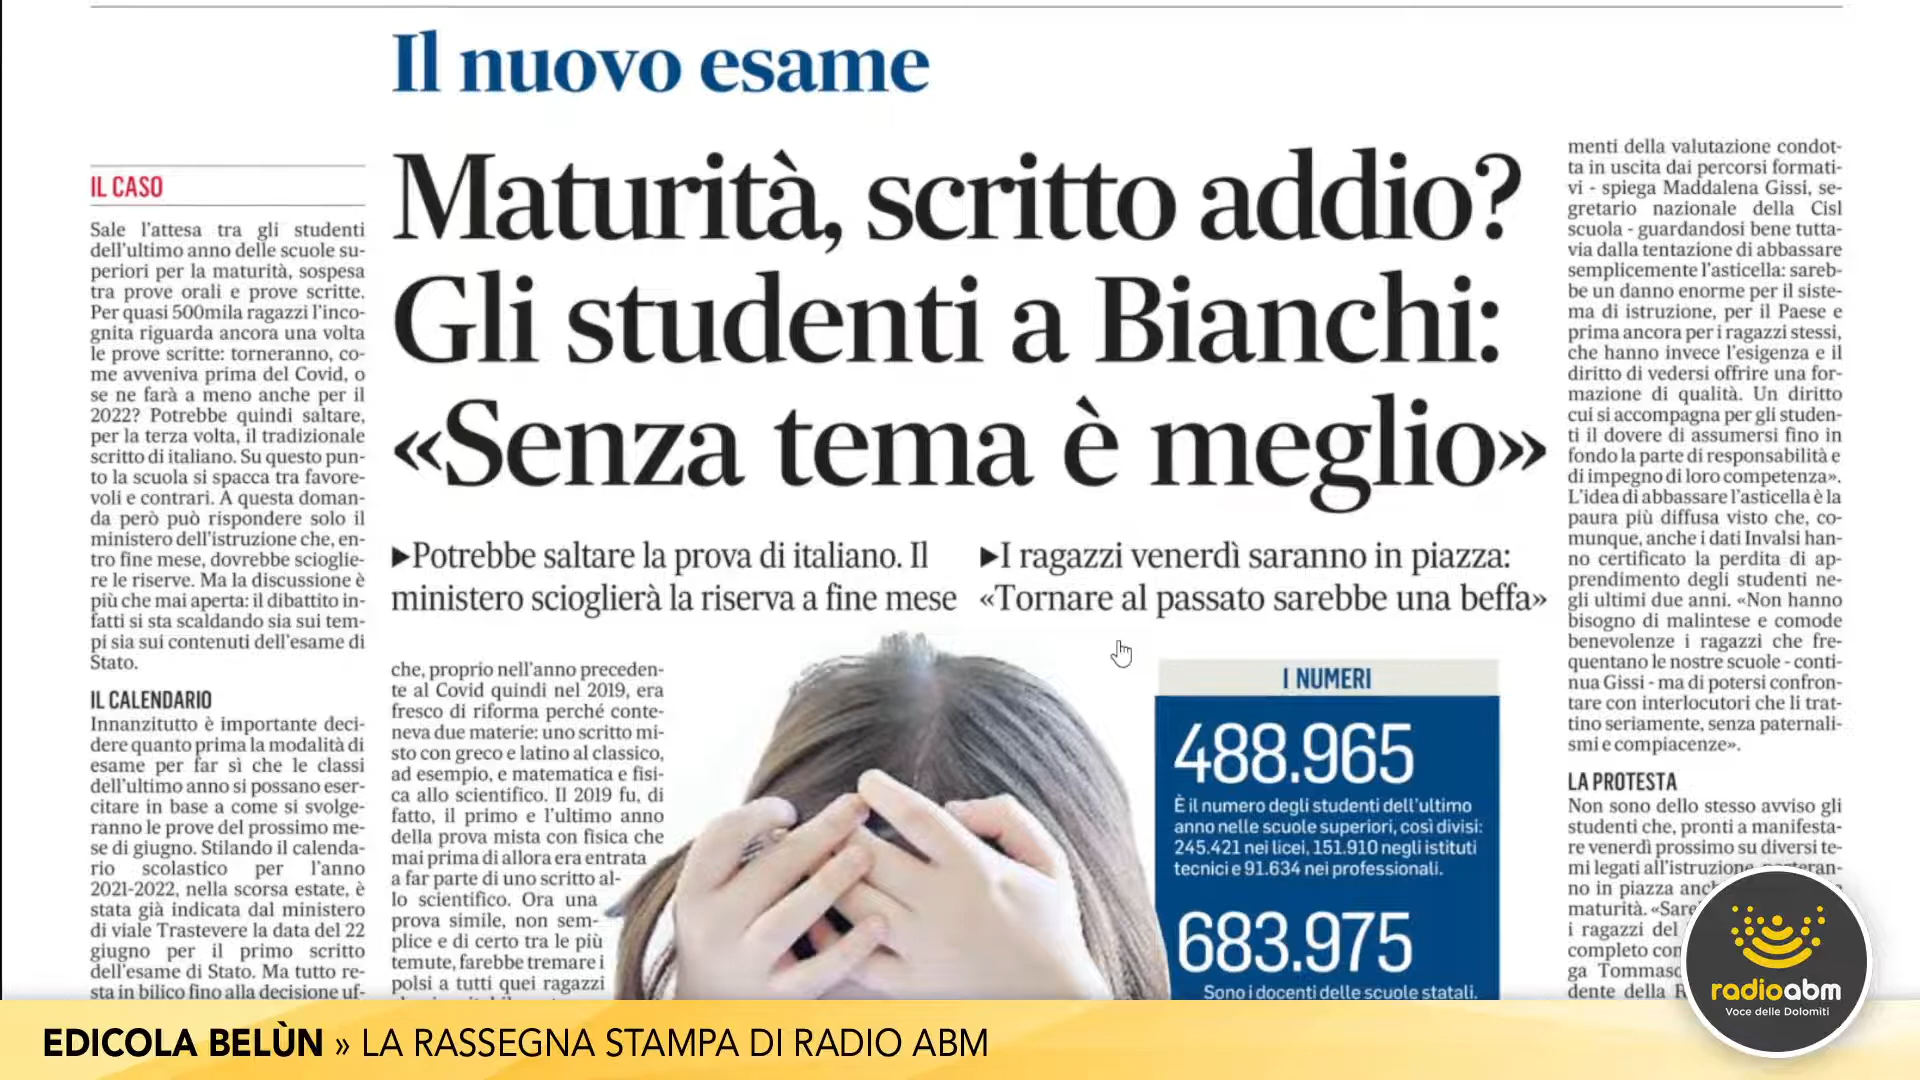 Il nuovo esame
Maturità, scritto addio?
Gli studenti a Bianchi:
«Senza tema è meglio»
▶Potrebbe saltare la prova di italiano. Il
ministero scioglierà la riserva a fine mese
▶I ragazzi venerdì saranno in piazza:
«Tornare al passato sarebbe una beffa»
IL CASO
Sale l'attesa tra gli studenti
dell'ultimo anno delle scuole su-
periori per la maturità, sospesa
tra prove orali e prove scritte.
Per quasi 500mila ragazzi l'inco-
gnita riguarda ancora una volta
le prove scritte: torneranno, co-
me avveniva prima del Covid, o
se ne farà a meno anche per il
2022? Potrebbe quindi saltare,
per la terza volta, il tradizionale
scritto di italiano. Su questo pun-
to la scuola si spacca tra favore-
voli e contrari. A questa doman-
da però può rispondere solo il
ministero dell'istruzione che, en-
tro fine mese, dovrebbe scioglie-
re le riserve. Ma la discussione è
più che mai aperta: il dibattito in-
fatti si sta scaldando sia sui tem-
pi sia sui contenuti dell'esame di
Stato.
IL CALENDARIO
Innanzitutto è importante deci-
dere quanto prima la modalità di
esame per far sì che le classi
dell'ultimo anno si possano eser-
citare in base a come si svolge-
ranno le prove del prossimo me-
se di giugno. Stilando il calenda-
rio scolastico per l'anno
2021-2022, nella scorsa estate, è
stata già indicata dal ministero
di viale Trastevere la data del 22
giugno per il primo scritto
dell'esame di Stato. Ma tutto re-
sta in bilico fino alla decisione uf-
che, proprio nell'anno preceden-
te al Covid quindi nel 2019, era
fresco di riforma perché conte-
neva due materie: uno scritto mi-
sto con greco e latino al classico,
ad esempio, e matematica e fisi-
ca allo scientifico. Il 2019 fu, di
fatto, il primo e l'ultimo anno
della prova mista con fisica che
mai prima di allora era entrata
a far parte di uno scritto al-
lo scientifico. Ora una
prova simile, non sem-
plice e di certo tra le più
temute, farebbe tremare i
polsi a tutti quei ragazzi
I NUMERI
488.965
È il numero degli studenti dell'ultimo
anno nelle scuole superiori, così divisi:
245.421 nei licei, 151.910 negli istituti
tecnici e 91.634 nei professionali.
683.975
Sono i docenti delle scuole statali.
menti della valutazione condot-
ta in uscita dai percorsi formati-
vi - spiega Maddalena Gissi, se-
gretario nazionale della Cisl
scuola - guardandosi bene tutta-
via dalla tentazione di abbassare
semplicemente l'asticella: sareb-
be un danno enorme per il siste-
ma di istruzione, per il Paese e
prima ancora per i ragazzi stessi,
che hanno invece l'esigenza e il
diritto di vedersi offrire una for-
mazione di qualità. Un diritto
cui si accompagna per gli studen-
ti il dovere di assumersi fino in
fondo la parte di responsabilità e
di impegno di loro competenza».
L'idea di abbassare l'asticella è la
paura più diffusa visto che, co-
munque, anche i dati Invalsi han-
no certificato la perdita di ap-
prendimento degli studenti ne-
gli ultimi due anni. «Non hanno
bisogno di malintese e comode
benevolenze i ragazzi che fre-
quentano le nostre scuole - conti-
nua Gissi - ma di potersi confron-
tare con interlocutori che li trat-
tino seriamente, senza paternali-
smi e compiacenze».
LA PROTESTA
Non sono dello stesso avviso gli
studenti che, pronti a manifesta-
re venerdì prossimo su diversi te-
mi legati all'istruzione,
no in piazza
maturità.
i ragazzi del
completo
ga
dente della
radioabm
Voce delle Dolomiti
EDICOLA BELÙN » LA RASSEGNA STAMPA DI RADIO ABM